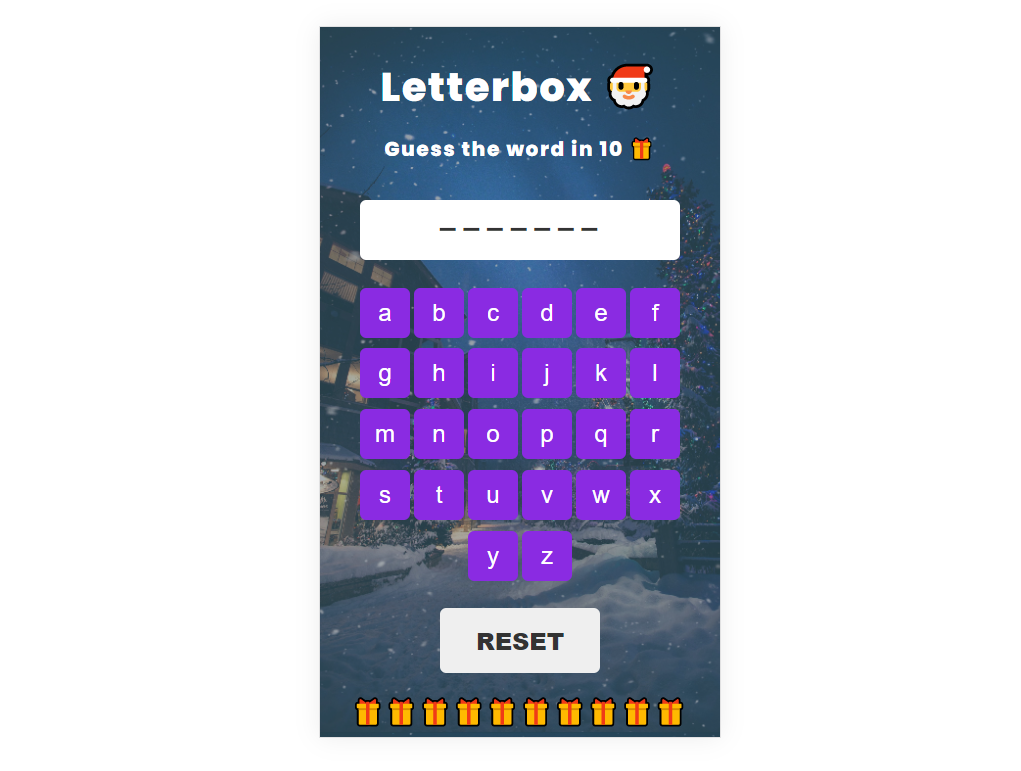 Letterbox
Guess the word in 10
_ _ _ _ _ _ _
a b c d e f
g h i j k l
m n o p q r
s t u v w x
y z
RESET